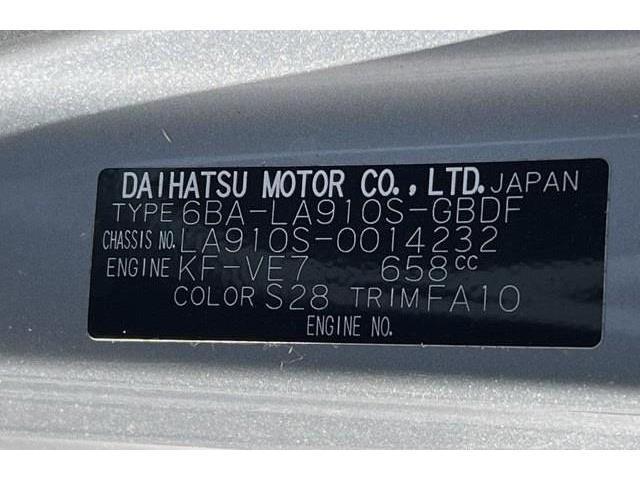 DAIHATSU MOTOR CO., LTD. JAPAN
TYPE 6BA-LA910S-GBDF
CHASSIS NO. LA910S-0014232
ENGINE KF-VE7 658cc
COLOR S28 TRIM FA10
ENGINE NO.